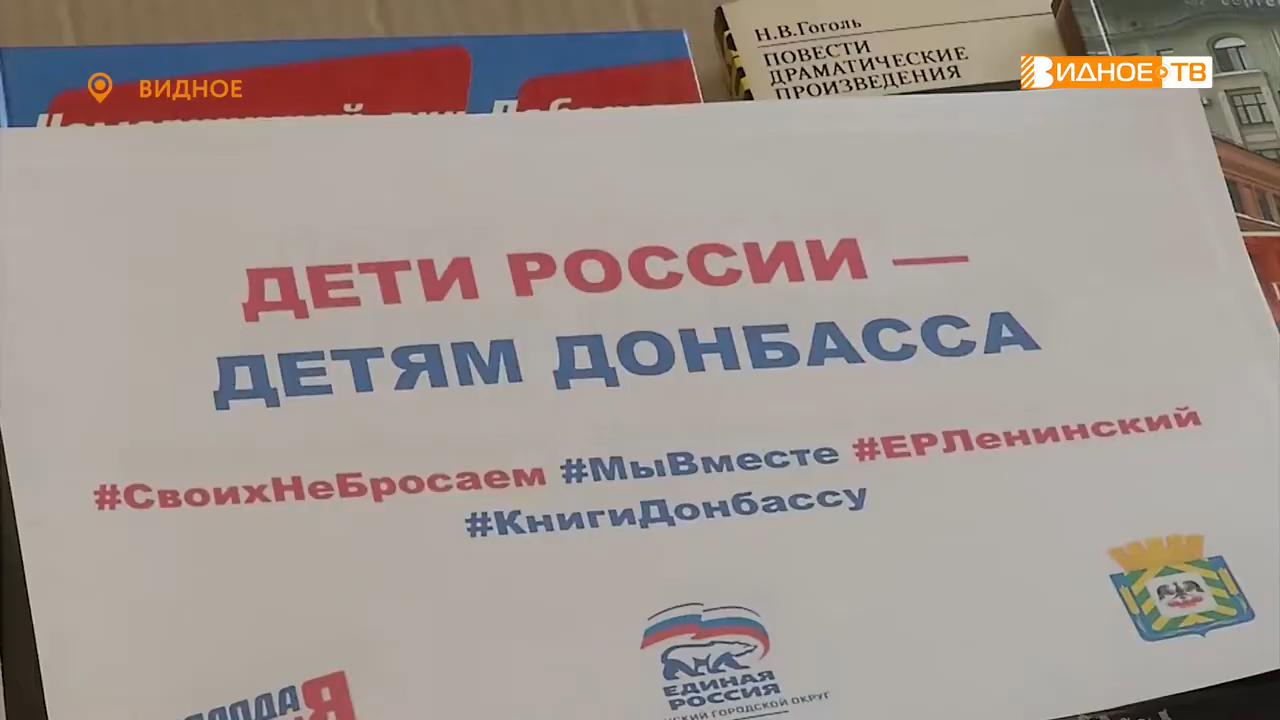 Н.В.Гоголь
ПОВЕСТИ
ДРАМАТИЧЕСКИЕ
ПРОИЗВЕДЕНИЯ
ВИДНОЕ
ВИДНОЕ ТВ
ДЕТИ РОССИИ —
ДЕТЯМ ДОНБАССА
#СвоихНеБросаем #МыВместе #ЕРЛенинский
#КнигиДонбассу
ЕДИНАЯ
РОССИЯ
ГОРОДСКОЙ ОКРУГ